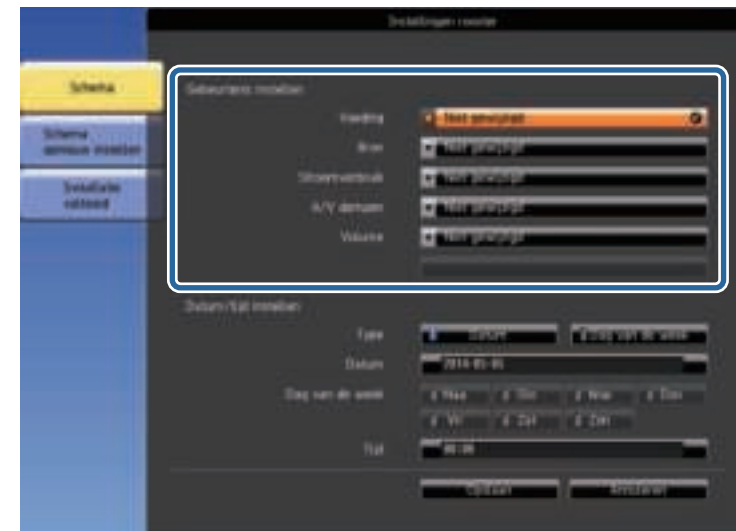 Instellingen rooster
Schema
Schema opnieuw instellen
Installatie voltooid
Gebeurtenis instellen
Voeding Niet gewijzigd
Bron Niet gewijzigd
Stroomverbruik Niet gewijzigd
A/V dempen Niet gewijzigd
Volume Niet gewijzigd
Datum/tijd instellen
Type Datum Dag van de week
Datum 2014-05-05
Dag van de week Maa Din Woe Don
Vri Zat Zon
Tijd 00:00
Opslaan Annuleren